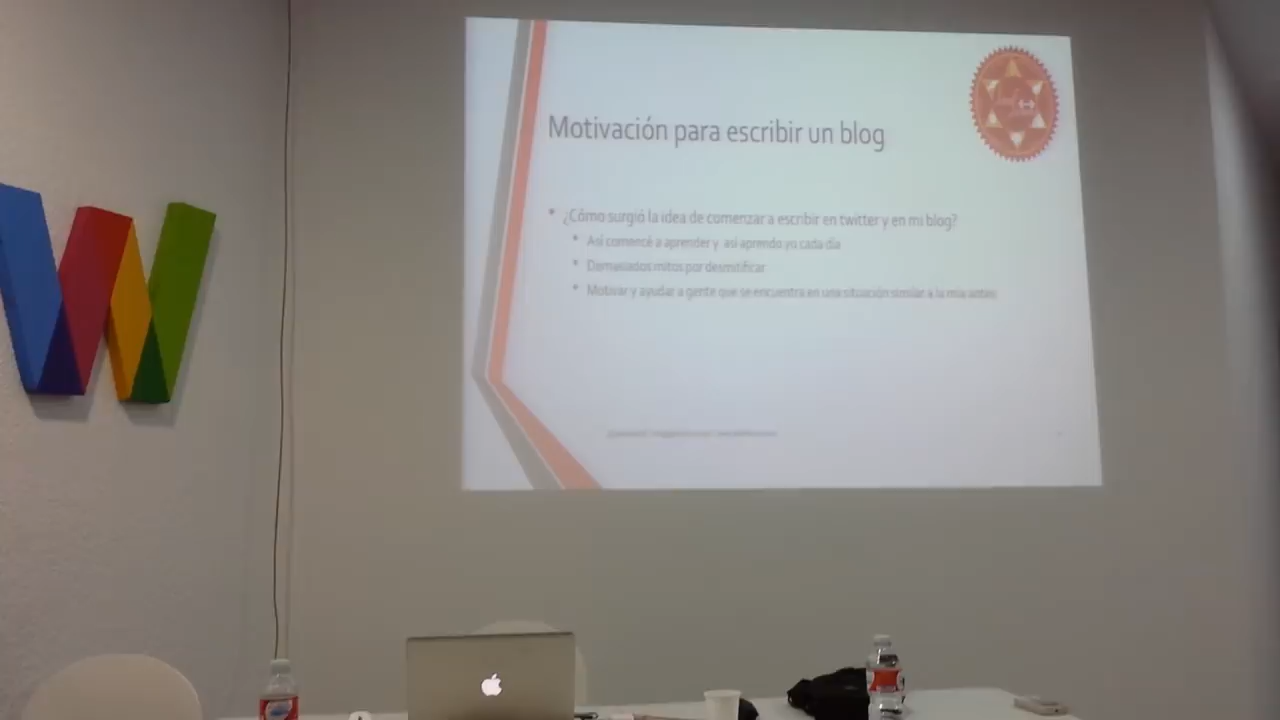 Motivación para escribir un blog
• ¿Cómo surgió la idea de comenzar a escribir en twitter y en mi blog?
• Así comencé a aprender y así aprendo yo cada día
• Demasiados mitos por desmitificar
• Motivar y ayudar a gente que se encuentra en una situación similar a la mía antes